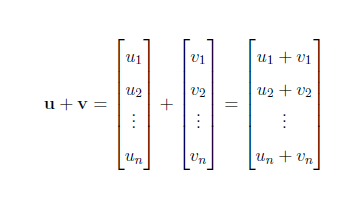 u + v = [u₁ u₂ ⋮ uₙ] + [v₁ v₂ ⋮ vₙ] = [u₁ + v₁ u₂ + v₂ ⋮ uₙ + vₙ]